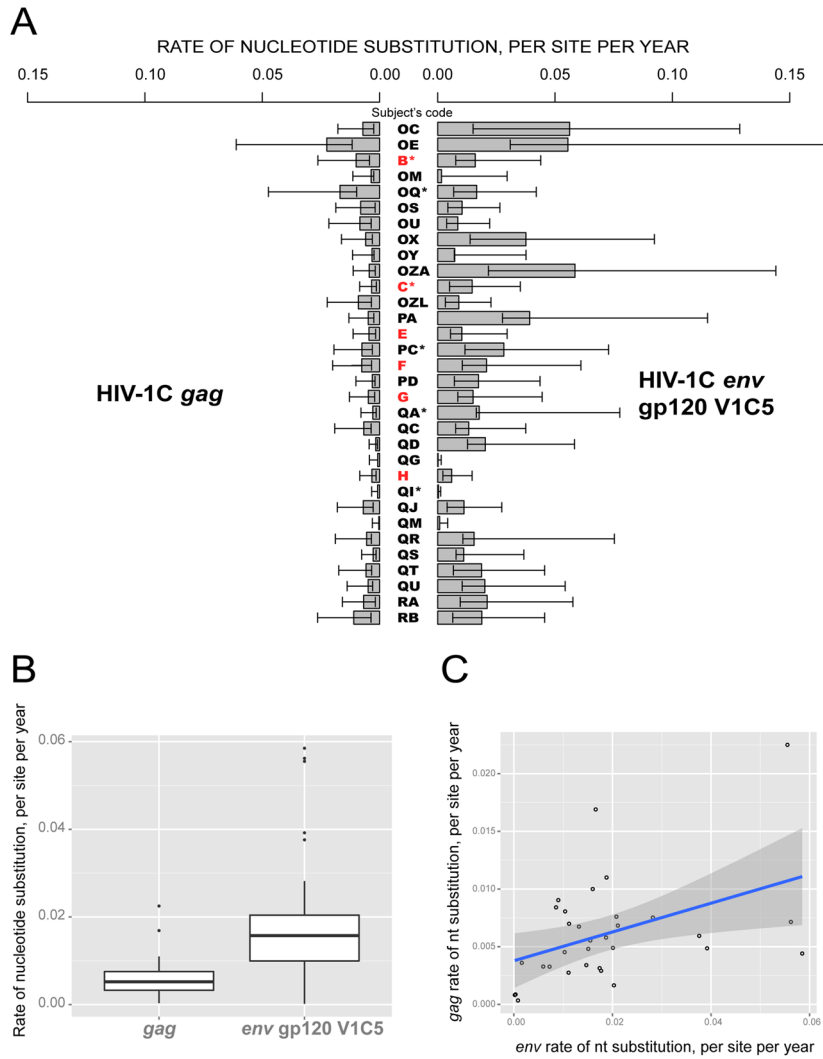 A
RATE OF NUCLEOTIDE SUBSTITUTION, PER SITE PER YEAR
0.15 0.10 0.05 0.00 0.00 0.05 0.10 0.15
Subject's code
OC
OE
B*
OM
OQ*
OS
OU
OX
OY
OZA
C*
OZL
PA
E
PC*
F
PD
G
QA*
QC
QD
QG
H
QI*
QJ
QM
QR
QS
QT
QU
RA
RB
HIV-1C gag
HIV-1C env
gp120 V1C5
B
Rate of nucleotide substitution, per site per year
0.06
0.04
0.02
0.00
gag env gp120 V1C5
C
gag rate of nt substitution, per site per year
0.020
0.015
0.010
0.005
0.000
0.00 0.02 0.04 0.06
env rate of nt substitution, per site per year